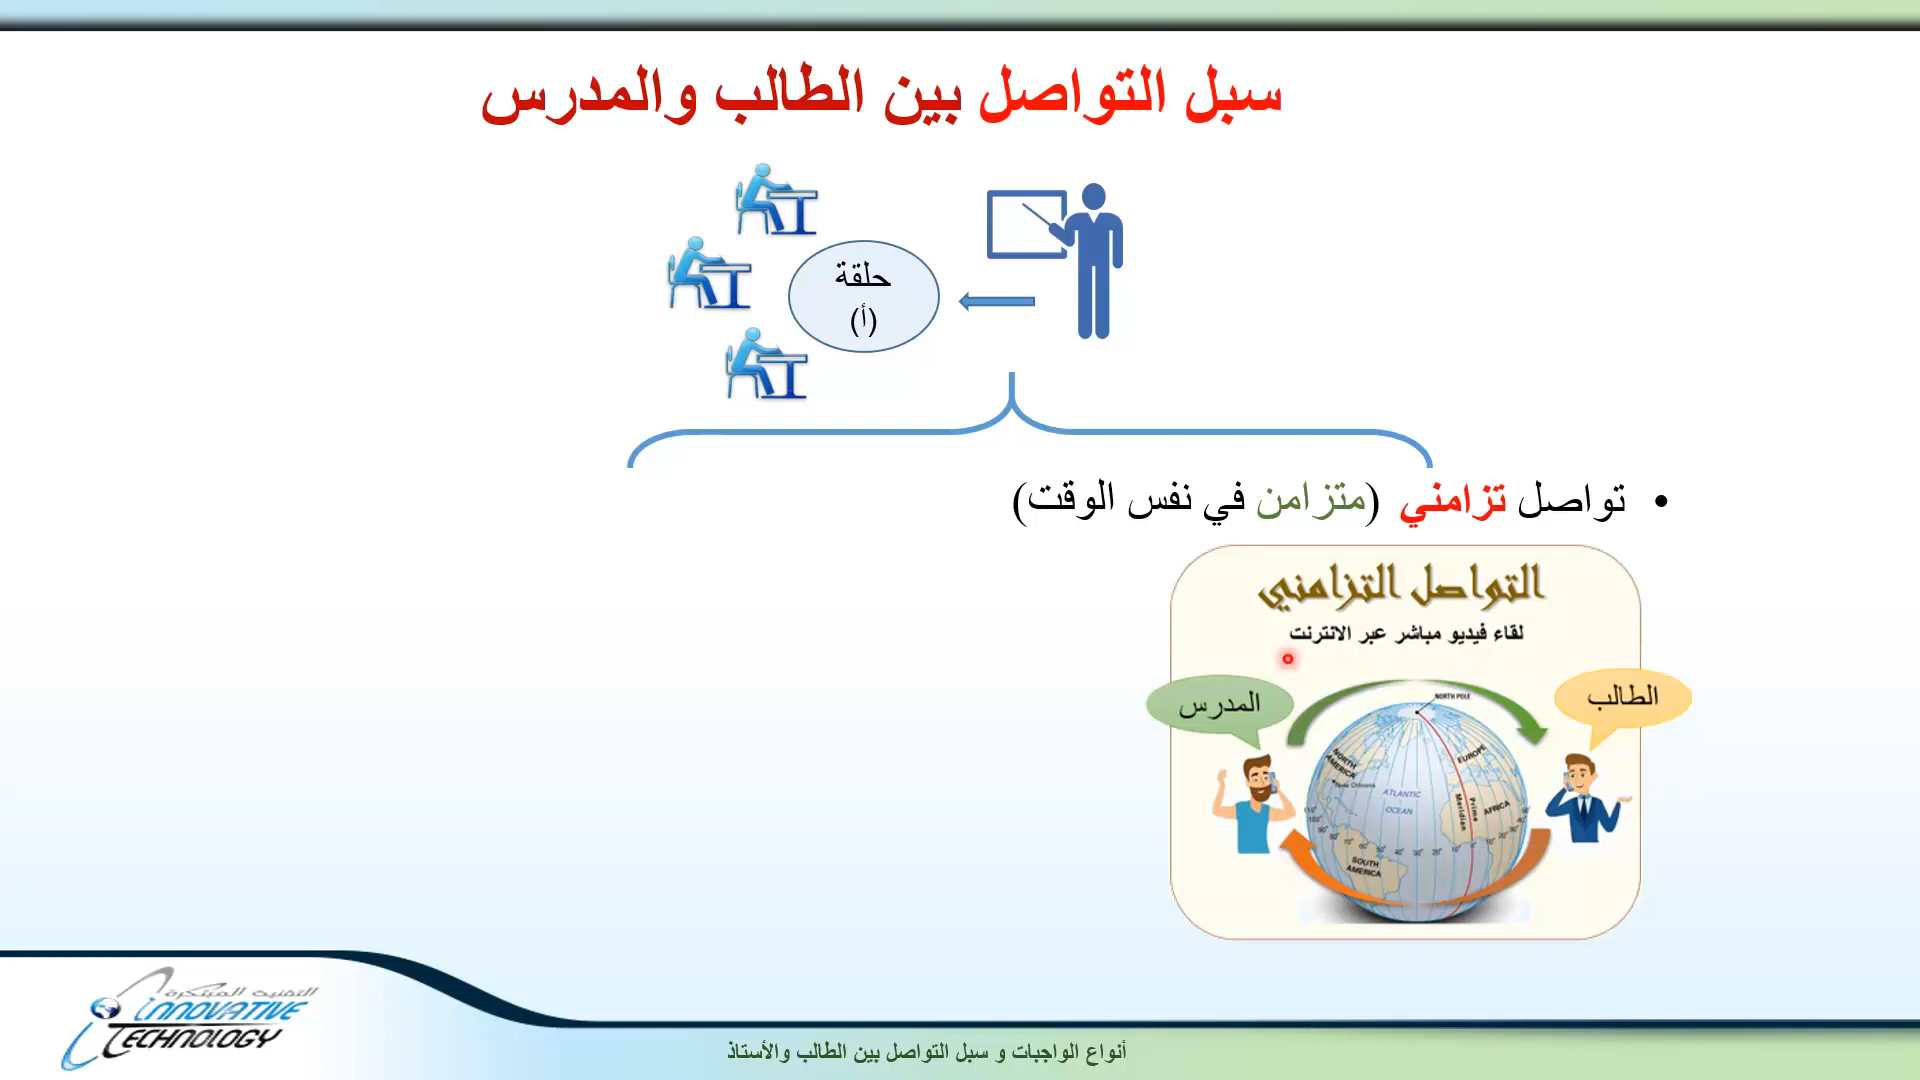 سبل التواصل بين الطالب والمدرس
حلقة
(أ)
• تواصل تزامني (متزامن في نفس الوقت)
التواصل التزامني
لقاء فيديو مباشر عبر الانترنت
الطالب
المدرس
NORTH POLE
NORTH AMERICA
New Orleans
EUROPE
ATLANTIC OCEAN
Prime Meridian
AFRICA
SOUTH AMERICA
التقنية المبتكرة
INNOVATIVE
TECHNOLOGY
أنواع الواجبات و سبل التواصل بين الطالب والأستاذ